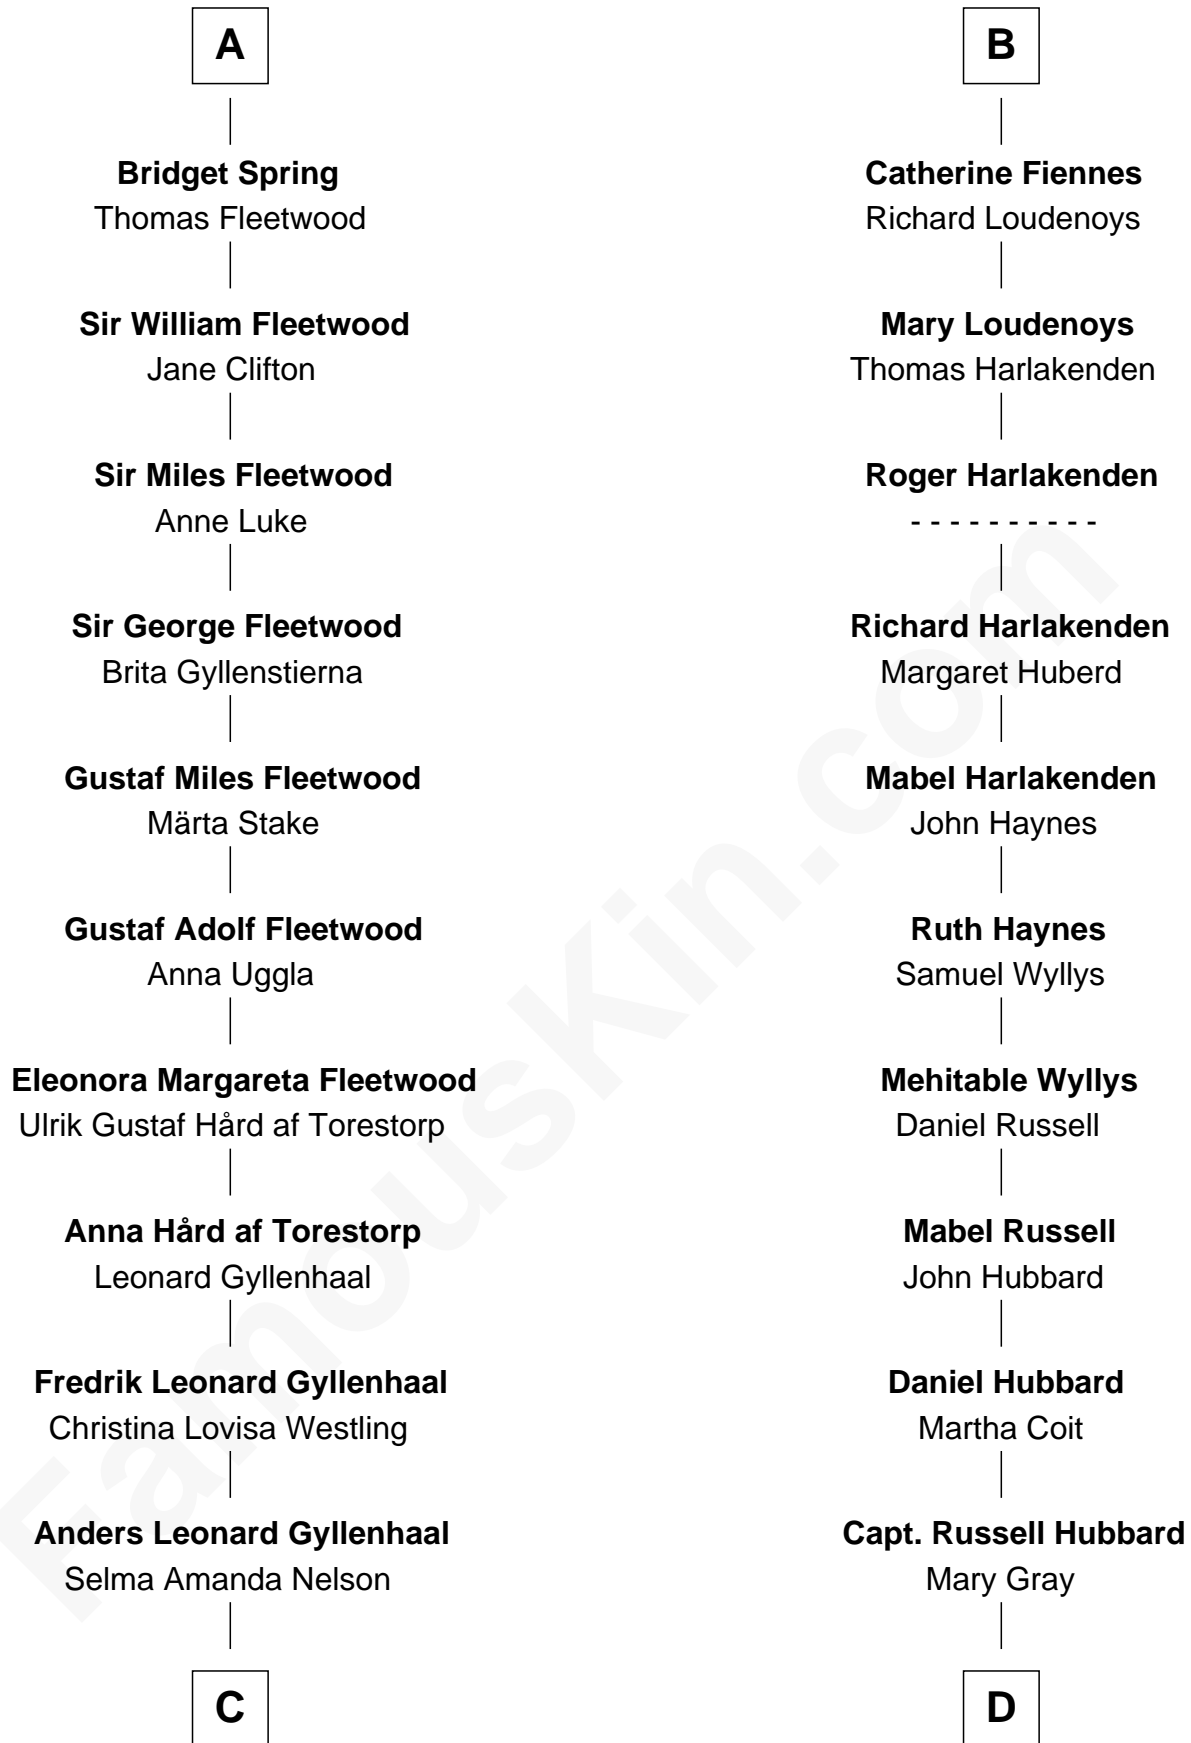 A
Bridget Spring
Thomas Fleetwood
Sir William Fleetwood
Jane Clifton
Sir Miles Fleetwood
Anne Luke
Sir George Fleetwood
Brita Gyllenstierna
Gustaf Miles Fleetwood
Märta Stake
Gustaf Adolf Fleetwood
Anna Uggla
Eleonora Margareta Fleetwood
Ulrik Gustaf Hård af Torestorp
Anna Hård af Torestorp
Leonard Gyllenhaal
Fredrik Leonard Gyllenhaal
Christina Lovisa Westling
Anders Leonard Gyllenhaal
Selma Amanda Nelson
C
B
Catherine Fiennes
Richard Loudenoys
Mary Loudenoys
Thomas Harlakenden
Roger Harlakenden
- - - - - - - - - -
Richard Harlakenden
Margaret Huberd
Mabel Harlakenden
John Haynes
Ruth Haynes
Samuel Wyllys
Mehitable Wyllys
Daniel Russell
Mabel Russell
John Hubbard
Daniel Hubbard
Martha Coit
Capt. Russell Hubbard
Mary Gray
D
FamousKin.com